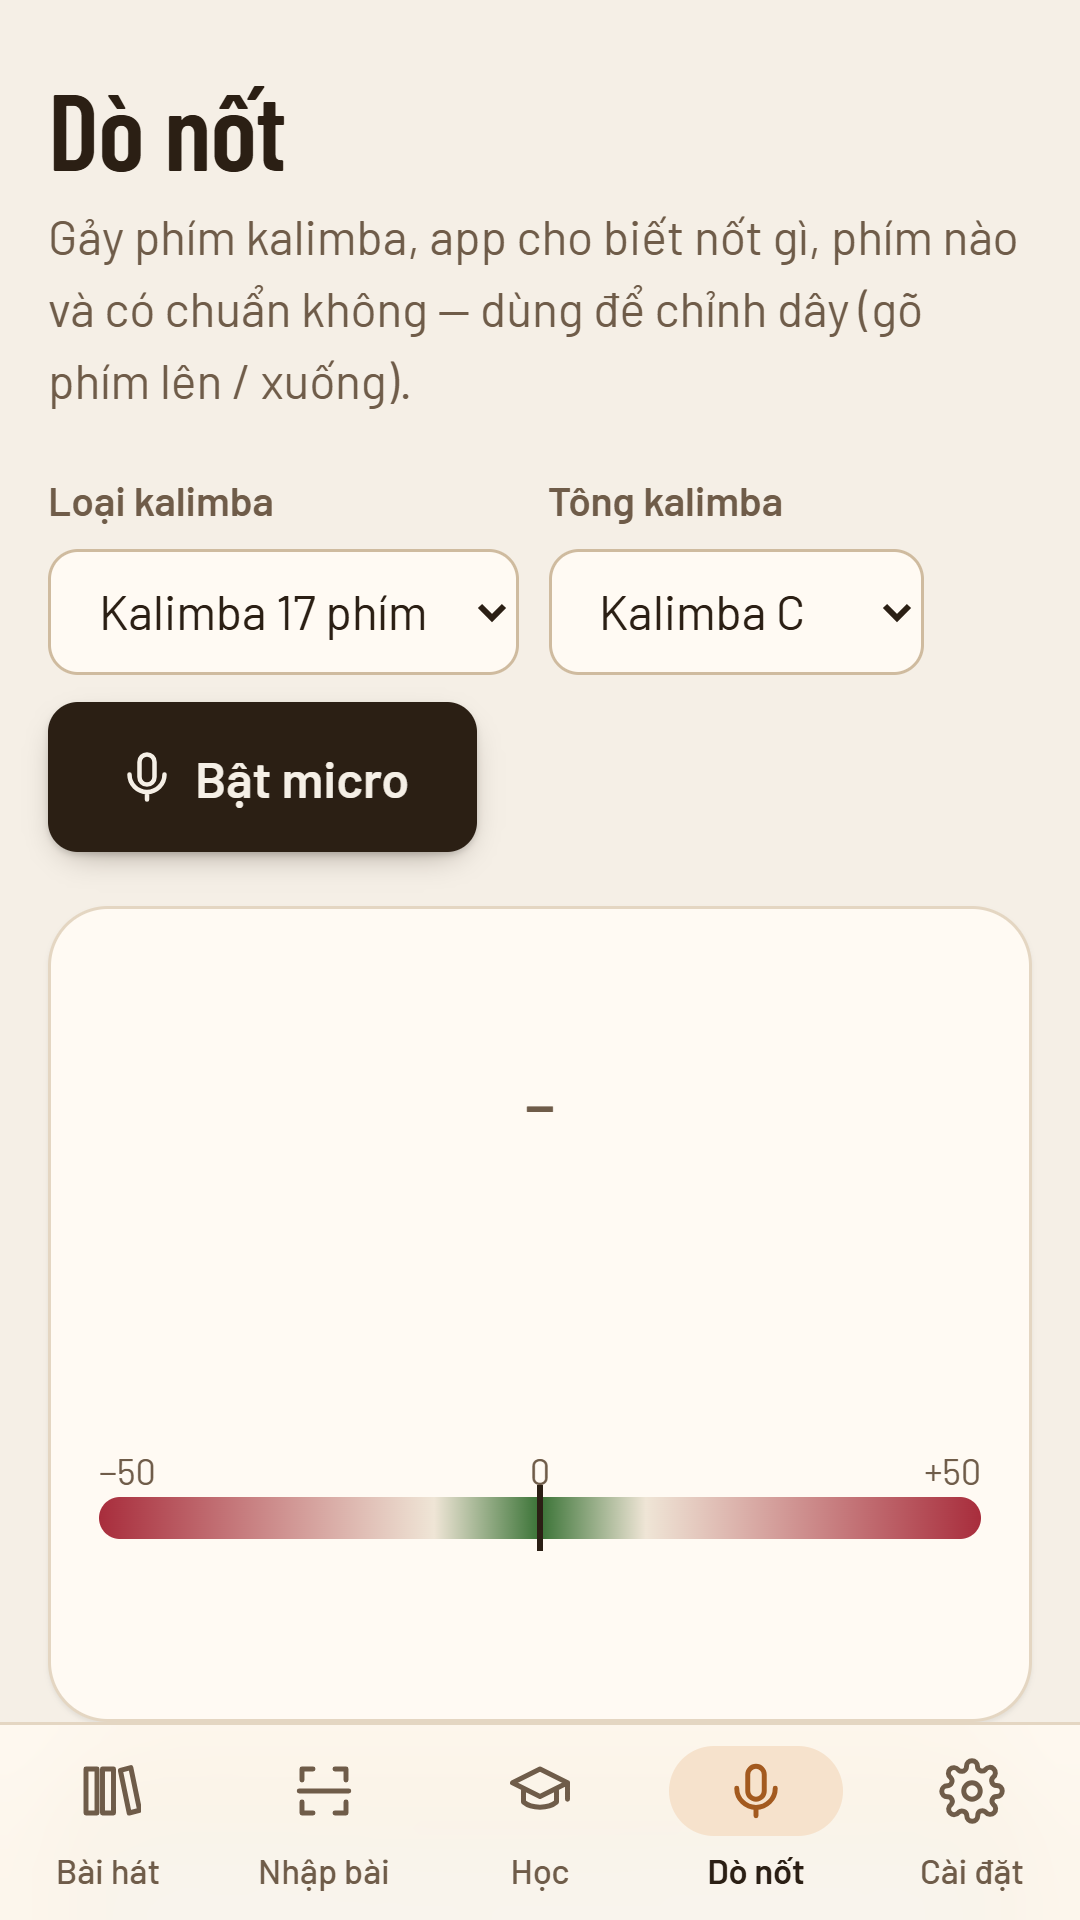 Dò nốt
Gảy phím kalimba, app cho biết nốt gì, phím nào
và có chuẩn không – dùng để chỉnh dây (gõ
phím lên / xuống).
Loại kalimba
Tông kalimba
Kalimba 17 phím
Kalimba C
Bật micro
–
–50
0
+50
Bài hát
Nhập bài
Học
Dò nốt
Cài đặt